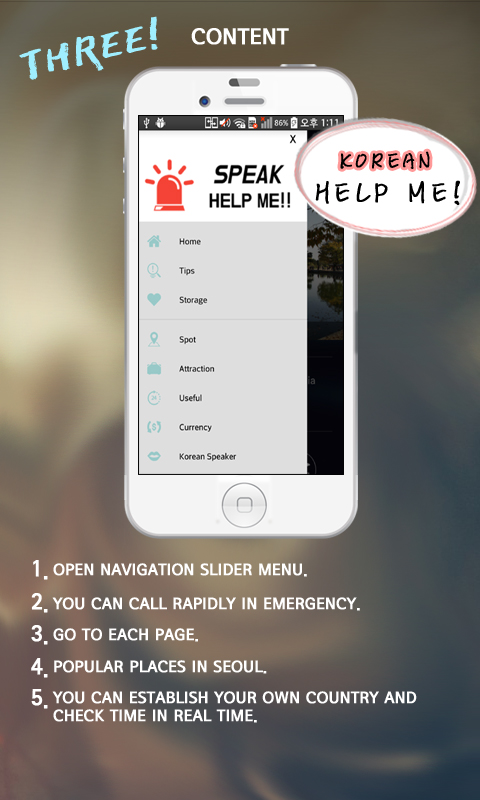 THREE!
CONTENT
86% 오후 1:11
X
SPEAK
HELP ME!!
KOREAN
HELP ME!
Home
Tips
Storage
Spot
Attraction
Useful
Currency
Korean Speaker
ia
1. OPEN NAVIGATION SLIDER MENU.
2. YOU CAN CALL RAPIDLY IN EMERGENCY.
3. GO TO EACH PAGE.
4. POPULAR PLACES IN SEOUL.
5. YOU CAN ESTABLISH YOUR OWN COUNTRY AND
CHECK TIME IN REAL TIME.